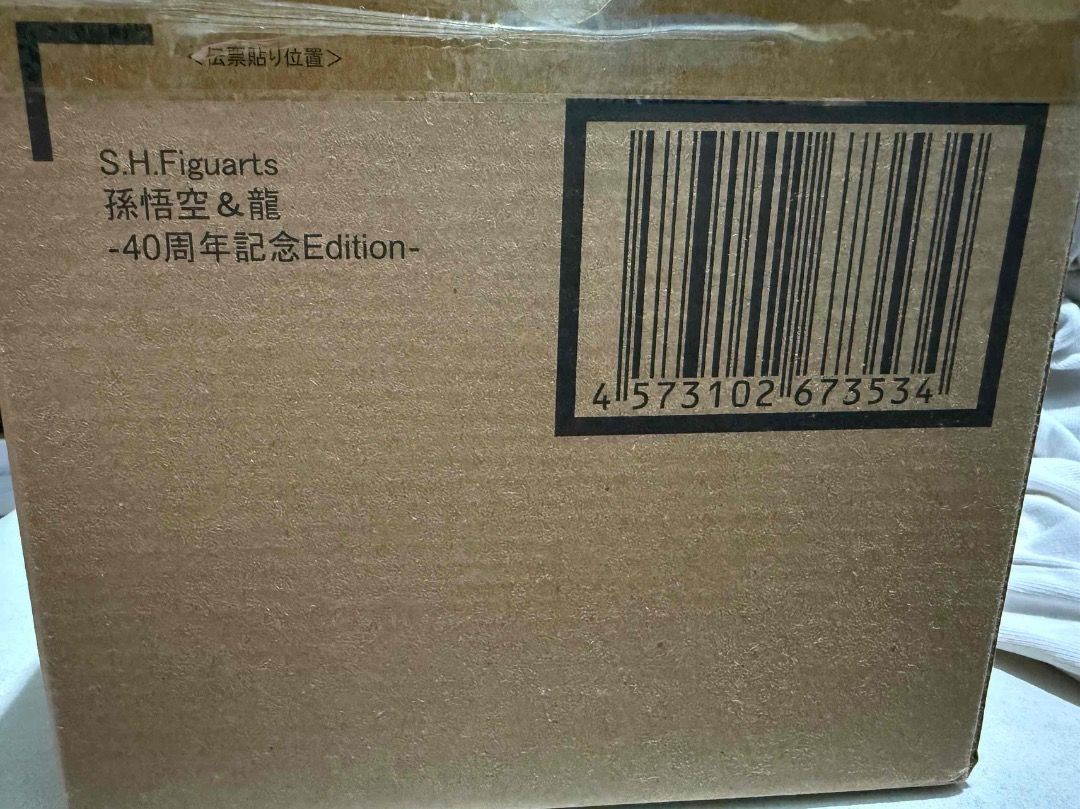 <伝票貼り位置>
S.H.Figuarts
孫悟空&龍
-40周年記念Edition-
4 573102 673534